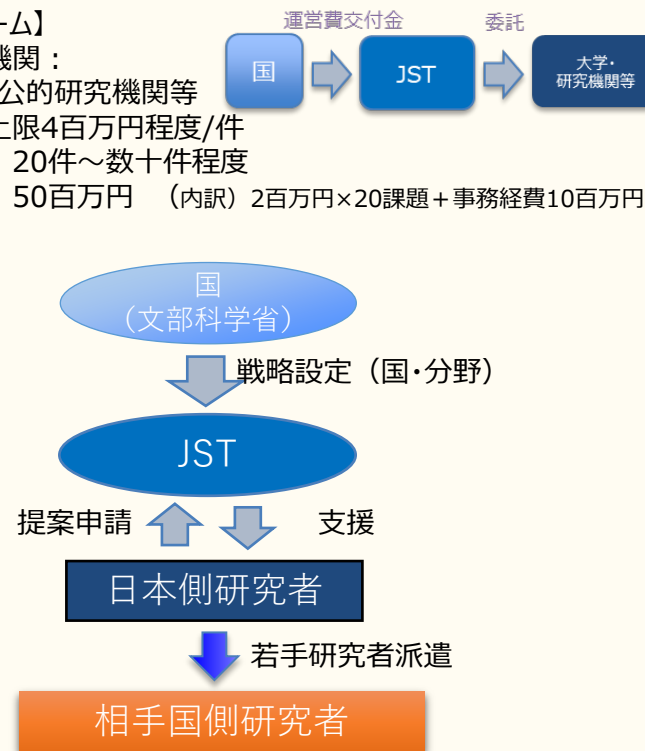 ーム】
機関：
公的研究機関等
上限4百万円程度/件
20件～数十件程度
50百万円 （内訳）2百万円×20課題＋事務経費10百万円
運営費交付金
委託
国
JST
大学・
研究機関等
国
（文部科学省）
戦略設定（国・分野）
JST
提案申請
支援
日本側研究者
若手研究者派遣
相手国側研究者